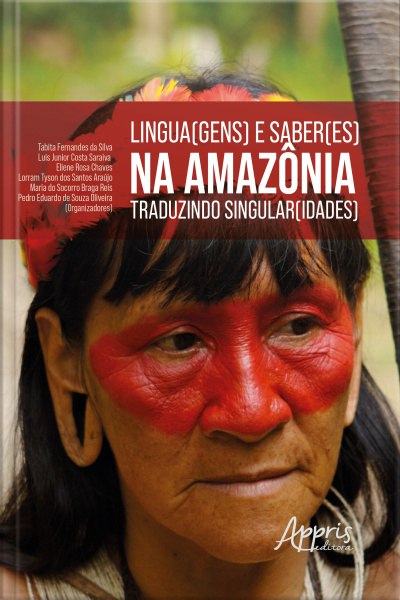 Tabita Fernandes da Silva
Luis Junior Costa Saraiva
Eliene Rosa Chaves
Lorram Tyson dos Santos Araújo
Maria do Socorro Braga Reis
Pedro Eduardo de Souza Oliveira
(Organizadores)
LINGUA(GENS) E SABER(ES)
NA AMAZÔNIA
TRADUZINDO SINGULAR(IDADES)
Appris
editora